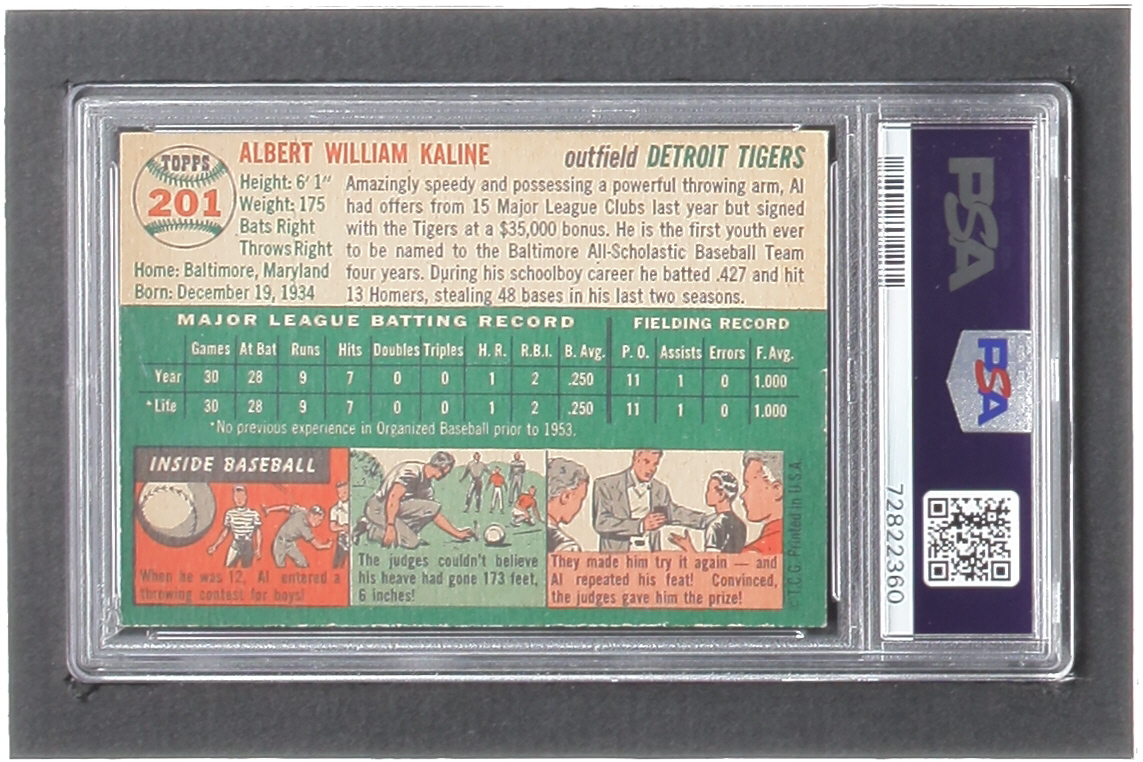 TOPPS
201
ALBERT WILLIAM KALINE
outfield DETROIT TIGERS
Height: 6' 1"
Weight: 175
Bats Right
Throws Right
Home: Baltimore, Maryland
Born: December 19, 1934
Amazingly speedy and possessing a powerful throwing arm, Al
had offers from 15 Major League Clubs last year but signed
with the Tigers at a $35,000 bonus. He is the first youth ever
to be named to the Baltimore All-Scholastic Baseball Team
four years. During his schoolboy career he batted .427 and hit
13 Homers, stealing 48 bases in his last two seasons.
MAJOR LEAGUE BATTING RECORD FIELDING RECORD
Games At Bat Runs Hits Doubles Triples H. R. R.B.I. B. Avg. P. O. Assists Errors F. Avg.
Year 30 28 9 7 0 0 1 2 .250 11 1 0 1.000
*Life 30 28 9 7 0 0 1 2 .250 11 1 0 1.000
*No previous experience in Organized Baseball prior to 1953.
INSIDE BASEBALL
When he was 12, Al entered a
throwing contest for boys!
The judges couldn't believe
his heave had gone 173 feet,
6 inches!
They made him try it again — and
Al repeated his feat! Convinced,
the judges gave him the prize!
©T.C.G. Printed in U.S.A.
PSA
PSA
72822360